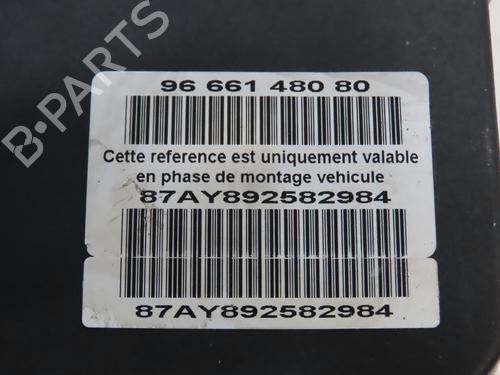 96 661 480 80
Cette reference est uniquement valable
en phase de montage vehicule
87AY892582984
87AY892582984
B-PARTS